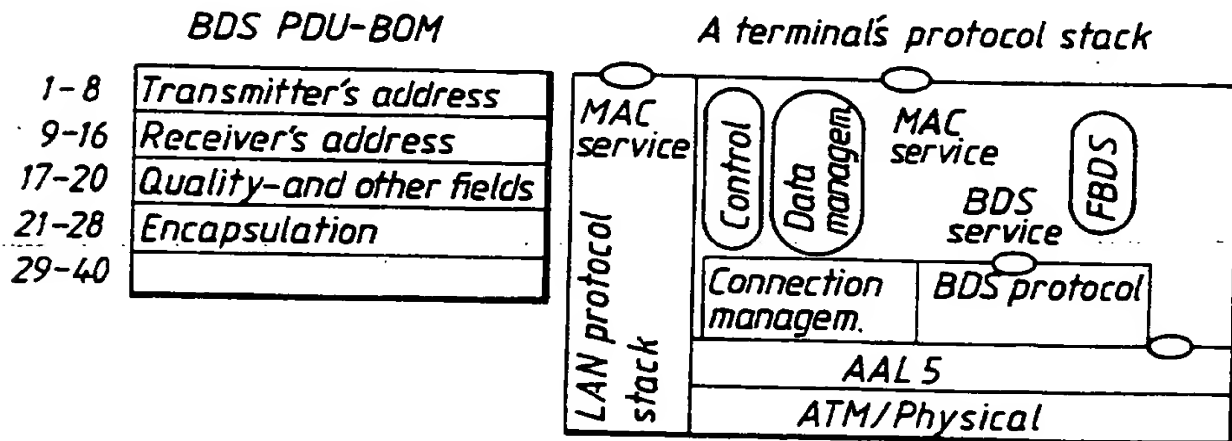 BDS PDU-BOM
1-8 Transmitter's address
9-16 Receiver's address
17-20 Quality-and other fields
21-28 Encapsulation
29-40
A terminal's protocol stack
MAC
service
LAN protocol
stack
Control
Data
managem.
MAC
service
FBDS
BDS
service
Connection
managem.
BDS protocol
AAL 5
ATM/Physical